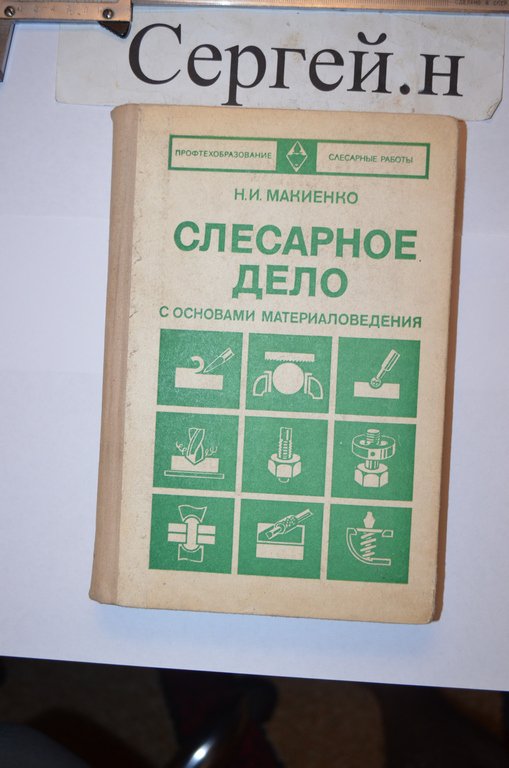 Сергей.н
ПРОФТЕХОБРАЗОВАНИЕ СЛЕСАРНЫЕ РАБОТЫ
Н.И. МАКИЕНКО
СЛЕСАРНОЕ
ДЕЛО
С ОСНОВАМИ МАТЕРИАЛОВЕДЕНИЯ